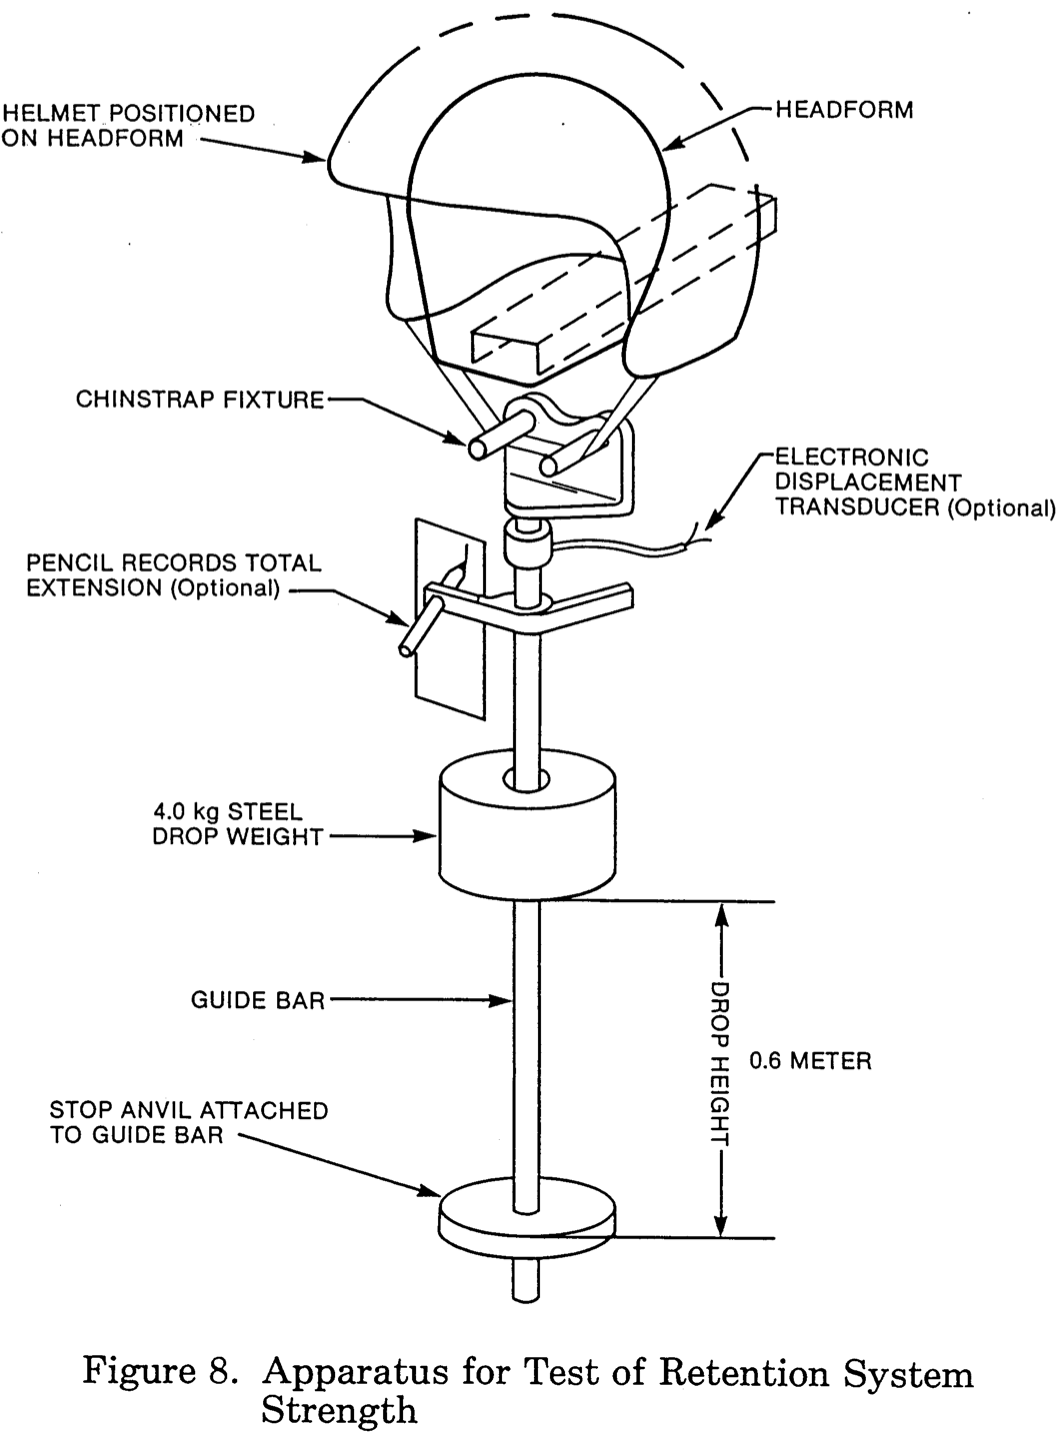 HELMET POSITIONED
ON HEADFORM
HEADFORM
CHINSTRAP FIXTURE
ELECTRONIC
DISPLACEMENT
TRANSDUCER (Optional)
PENCIL RECORDS TOTAL
EXTENSION (Optional)
4.0 kg STEEL
DROP WEIGHT
GUIDE BAR
DROP HEIGHT
0.6 METER
STOP ANVIL ATTACHED
TO GUIDE BAR
Figure 8. Apparatus for Test of Retention System
Strength